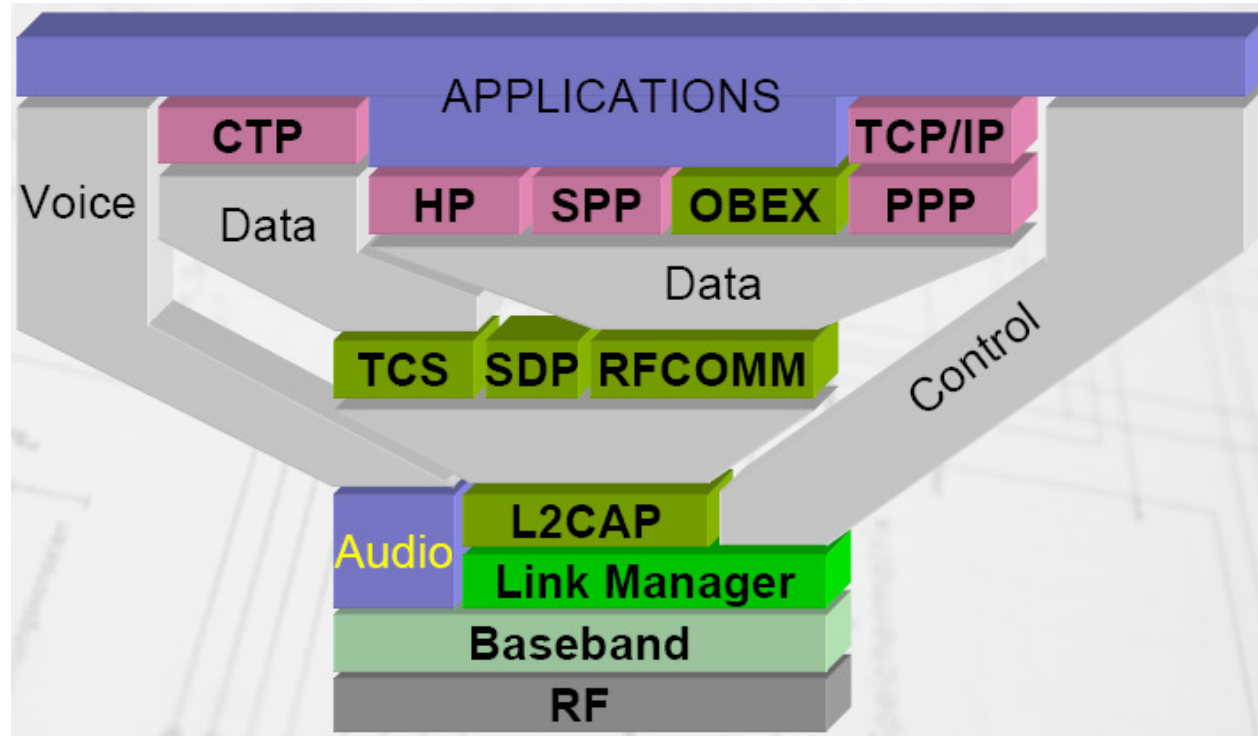 APPLICATIONS
CTP
TCP/IP
Voice
HP
SPP
OBEX
PPP
Data
Data
Control
TCS
SDP
RFCOMM
L2CAP
Audio
Link Manager
Baseband
RF